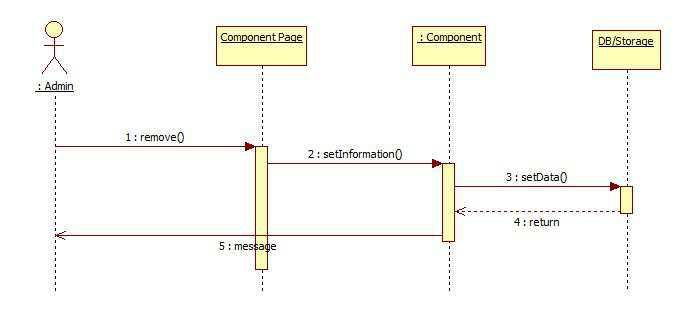 Component Page
: Component
DB/Storage
: Admin
1 : remove()
2 : setInformation()
3 : setData()
4 : return
5 : message